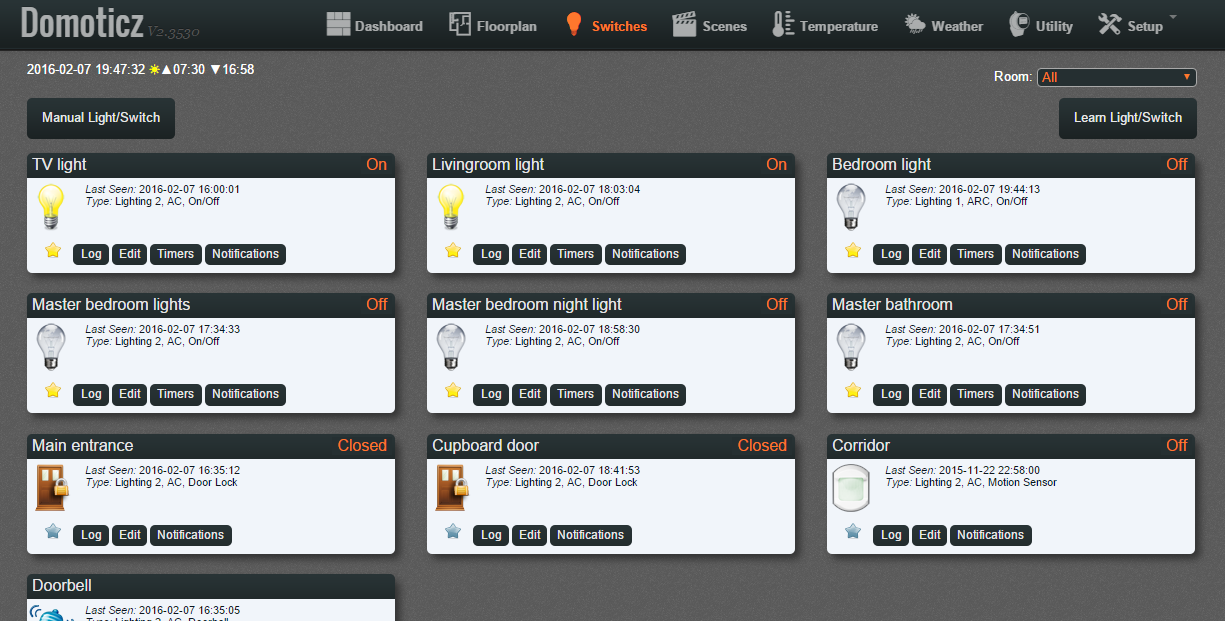 Domoticz V2.3530
Dashboard Floorplan Switches Scenes Temperature Weather Utility Setup
2016-02-07 19:47:32 ☀▲07:30 ▼16:58
Room: All
Manual Light/Switch Learn Light/Switch
TV light On
Last Seen: 2016-02-07 16:00:01
Type: Lighting 2, AC, On/Off
Log Edit Timers Notifications
Livingroom light On
Last Seen: 2016-02-07 18:03:04
Type: Lighting 2, AC, On/Off
Log Edit Timers Notifications
Bedroom light Off
Last Seen: 2016-02-07 19:44:13
Type: Lighting 1, ARC, On/Off
Log Edit Timers Notifications
Master bedroom lights Off
Last Seen: 2016-02-07 17:34:33
Type: Lighting 2, AC, On/Off
Log Edit Timers Notifications
Master bedroom night light Off
Last Seen: 2016-02-07 18:58:30
Type: Lighting 2, AC, On/Off
Log Edit Timers Notifications
Master bathroom Off
Last Seen: 2016-02-07 17:34:51
Type: Lighting 2, AC, On/Off
Log Edit Timers Notifications
Main entrance Closed
Last Seen: 2016-02-07 16:35:12
Type: Lighting 2, AC, Door Lock
Log Edit Notifications
Cupboard door Closed
Last Seen: 2016-02-07 18:41:53
Type: Lighting 2, AC, Door Lock
Log Edit Notifications
Corridor Off
Last Seen: 2015-11-22 22:58:00
Type: Lighting 2, AC, Motion Sensor
Log Edit Notifications
Doorbell
Last Seen: 2016-02-07 16:35:05
Type: Lighting 2, AC, Doorbell